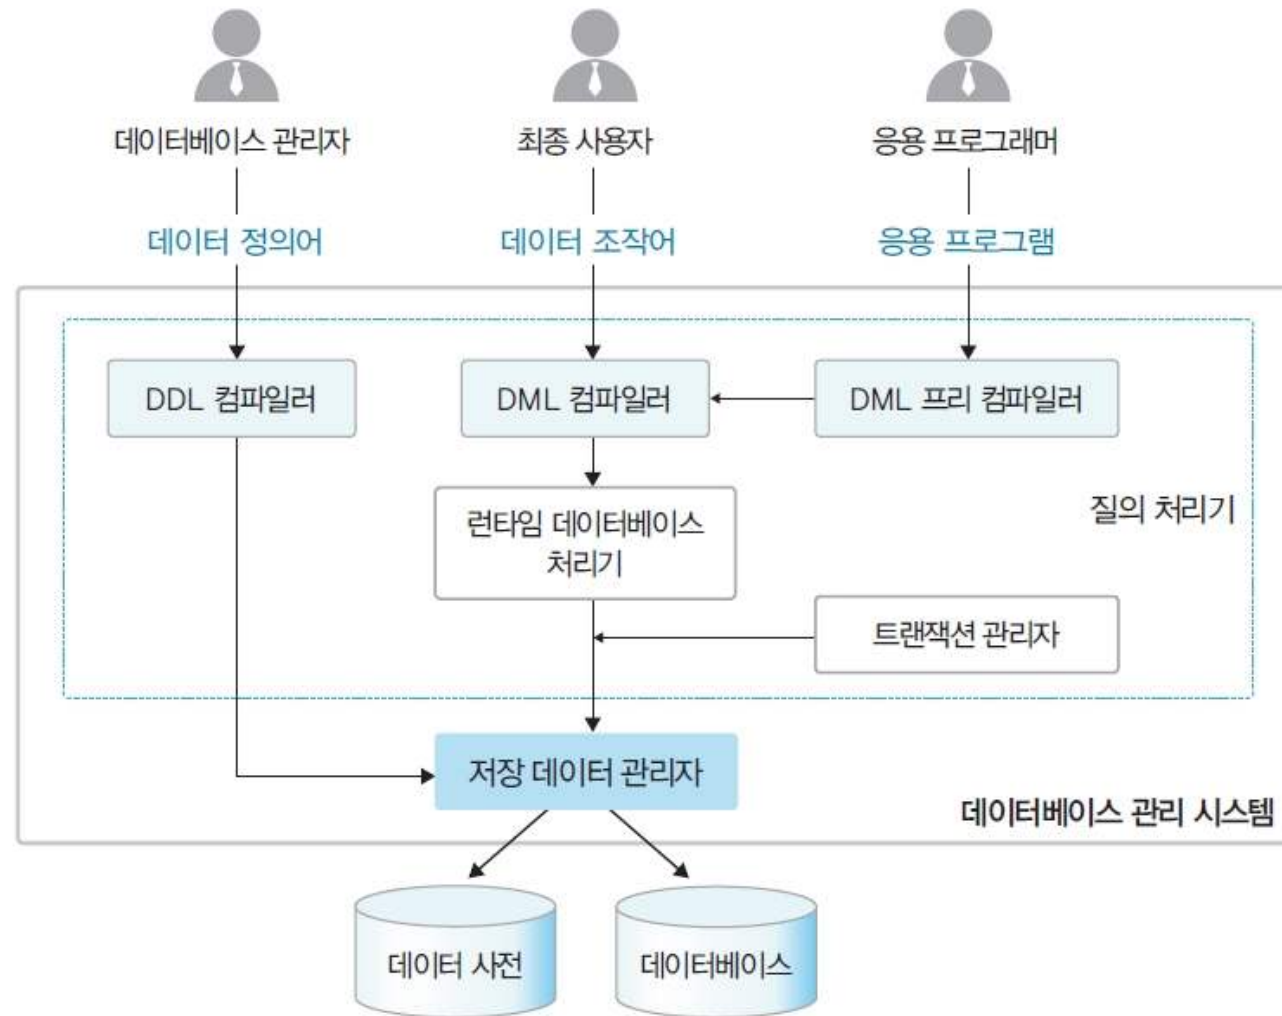 데이터베이스 관리자
최종 사용자
응용 프로그래머
데이터 정의어
데이터 조작어
응용 프로그램
DDL 컴파일러
DML 컴파일러
DML 프리 컴파일러
런타임 데이터베이스
처리기
질의 처리기
트랜잭션 관리자
저장 데이터 관리자
데이터베이스 관리 시스템
데이터 사전
데이터베이스